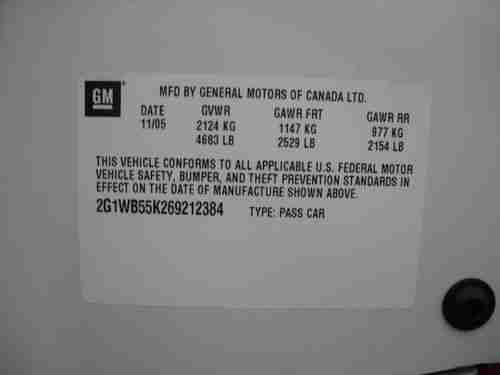 GM MFD BY GENERAL MOTORS OF CANADA LTD.
DATE GVWR GAWR FRT GAWR RR
11/05 2124 KG 1147 KG 977 KG
4683 LB 2529 LB 2154 LB
THIS VEHICLE CONFORMS TO ALL APPLICABLE U.S. FEDERAL MOTOR
VEHICLE SAFETY, BUMPER, AND THEFT PREVENTION STANDARDS IN
EFFECT ON THE DATE OF MANUFACTURE SHOWN ABOVE.
2G1WB55K269212384 TYPE: PASS CAR